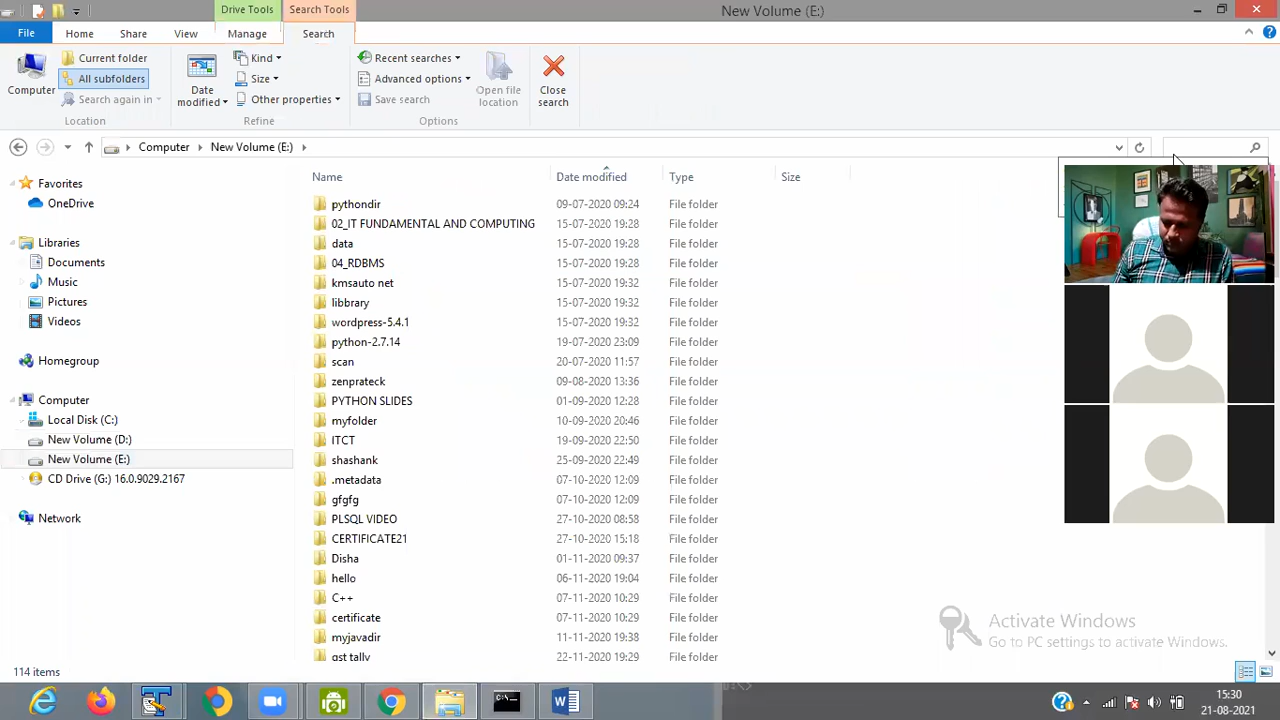 Drive Tools
Search Tools
New Volume (E:)
File
Home
Share
View
Manage
Search
Computer
Current folder
All subfolders
Search again in
Location
Date modified
Kind
Size
Other properties
Refine
Recent searches
Advanced options
Save search
Options
Open file location
Close search
Computer
New Volume (E:)
Name
Date modified
Type
Size
Favorites
OneDrive
Libraries
Documents
Music
Pictures
Videos
Homegroup
Computer
Local Disk (C:)
New Volume (D:)
New Volume (E:)
CD Drive (G:) 16.0.9029.2167
Network
pythondir 09-07-2020 09:24 File folder
02_IT FUNDAMENTAL AND COMPUTING 15-07-2020 19:28 File folder
data 15-07-2020 19:28 File folder
04_RDBMS 15-07-2020 19:28 File folder
kmsauto net 15-07-2020 19:32 File folder
libbrary 15-07-2020 19:32 File folder
wordpress-5.4.1 15-07-2020 19:32 File folder
python-2.7.14 19-07-2020 23:09 File folder
scan 20-07-2020 11:57 File folder
zenprateck 09-08-2020 13:36 File folder
PYTHON SLIDES 01-09-2020 12:28 File folder
myfolder 10-09-2020 20:46 File folder
ITCT 19-09-2020 22:50 File folder
shashank 25-09-2020 22:49 File folder
.metadata 07-10-2020 12:09 File folder
gfgfg 07-10-2020 12:09 File folder
PLSQL VIDEO 27-10-2020 08:58 File folder
CERTIFICATE21 27-10-2020 15:18 File folder
Disha 01-11-2020 09:37 File folder
hello 06-11-2020 19:04 File folder
C++ 07-11-2020 10:29 File folder
certificate 07-11-2020 10:29 File folder
myjavadir 11-11-2020 19:38 File folder
gst tally 22-11-2020 19:29 File folder
Activate Windows
Go to PC settings to activate Windows.
114 items
15:30
21-08-2021